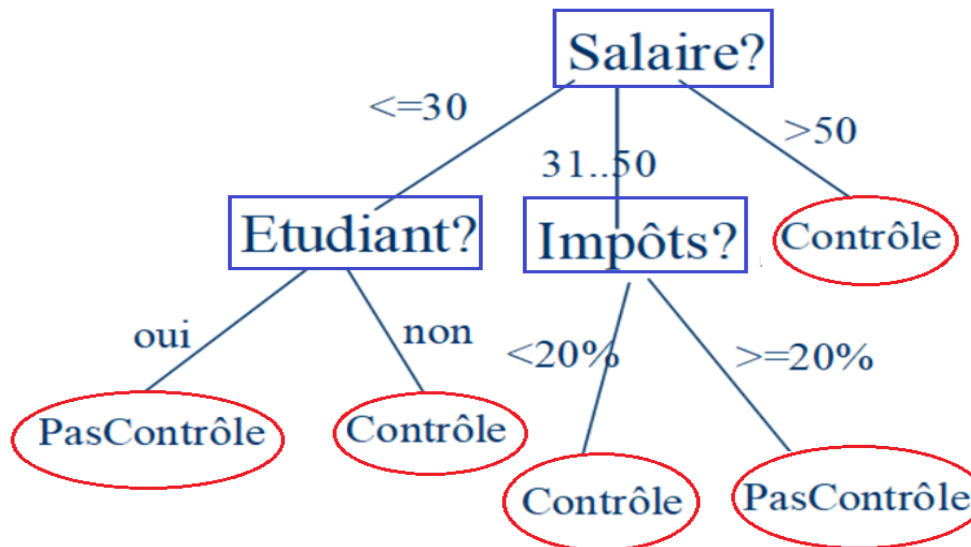 Salaire?
<=30
31..50
>50
Etudiant?
Impôts?
Contrôle
oui
non
<20%
>=20%
PasContrôle
Contrôle
Contrôle
PasContrôle